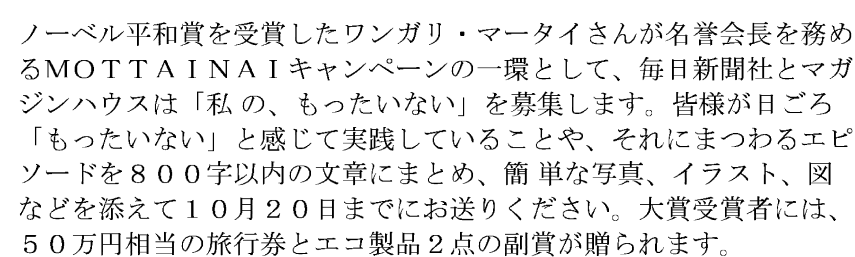 ノーベル平和賞を受賞したワンガリ・マータイさんが名誉会長を務め
るＭＯＴＴＡＩＮＡＩキャンペーンの一環として、毎日新聞社とマガ
ジンハウスは「私 の、もったいない」を募集します。皆様が日ごろ
「もったいない」と感じて実践していることや、それにまつわるエピ
ソードを８００字以内の文章にまとめ、簡 単な写真、イラスト、図
などを添えて１０月２０日までにお送りください。大賞受賞者には、
５０万円相当の旅行券とエコ製品２点の副賞が贈られます。